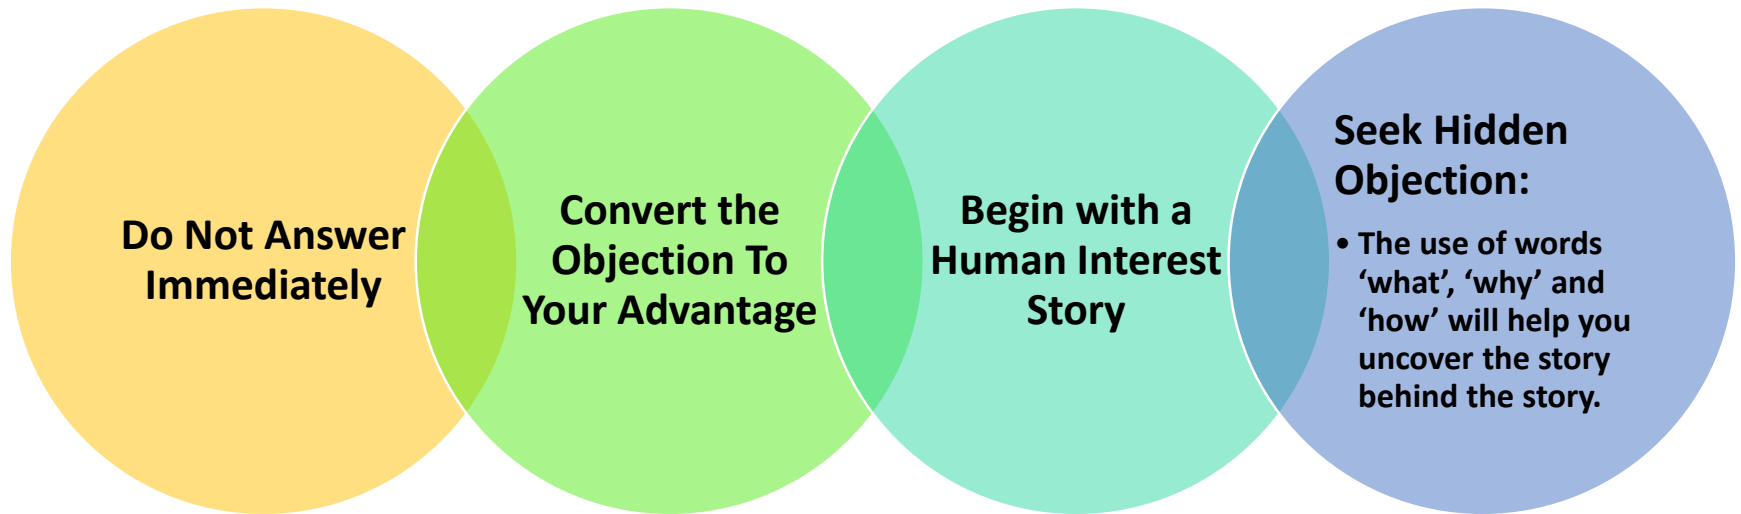 Do Not Answer
Immediately
Convert the
Objection To
Your Advantage
Begin with a
Human Interest
Story
Seek Hidden
Objection:
• The use of words
‘what’, ‘why’ and
‘how’ will help you
uncover the story
behind the story.